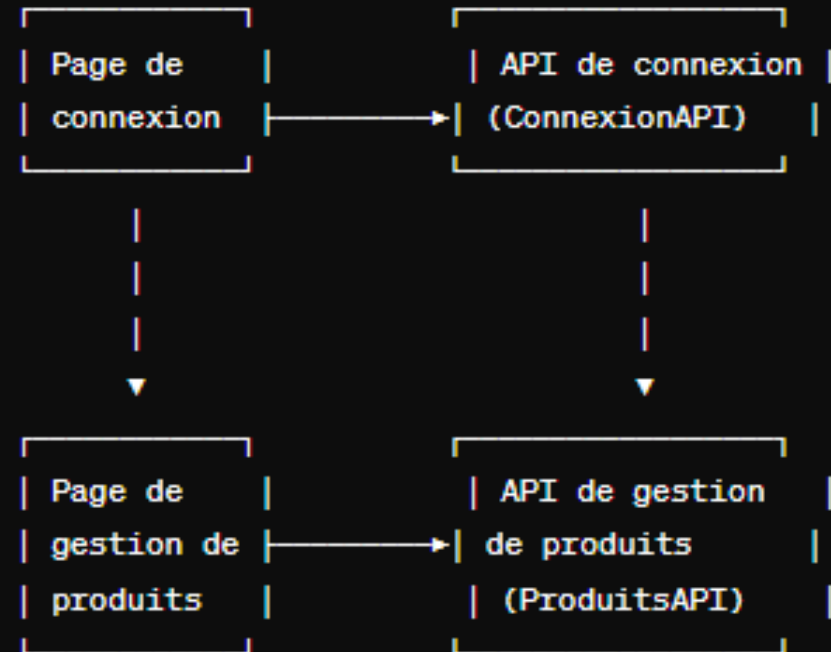 Page de
connexion
API de connexion
(ConnexionAPI)
Page de
gestion de
produits
API de gestion
de produits
(ProduitsAPI)